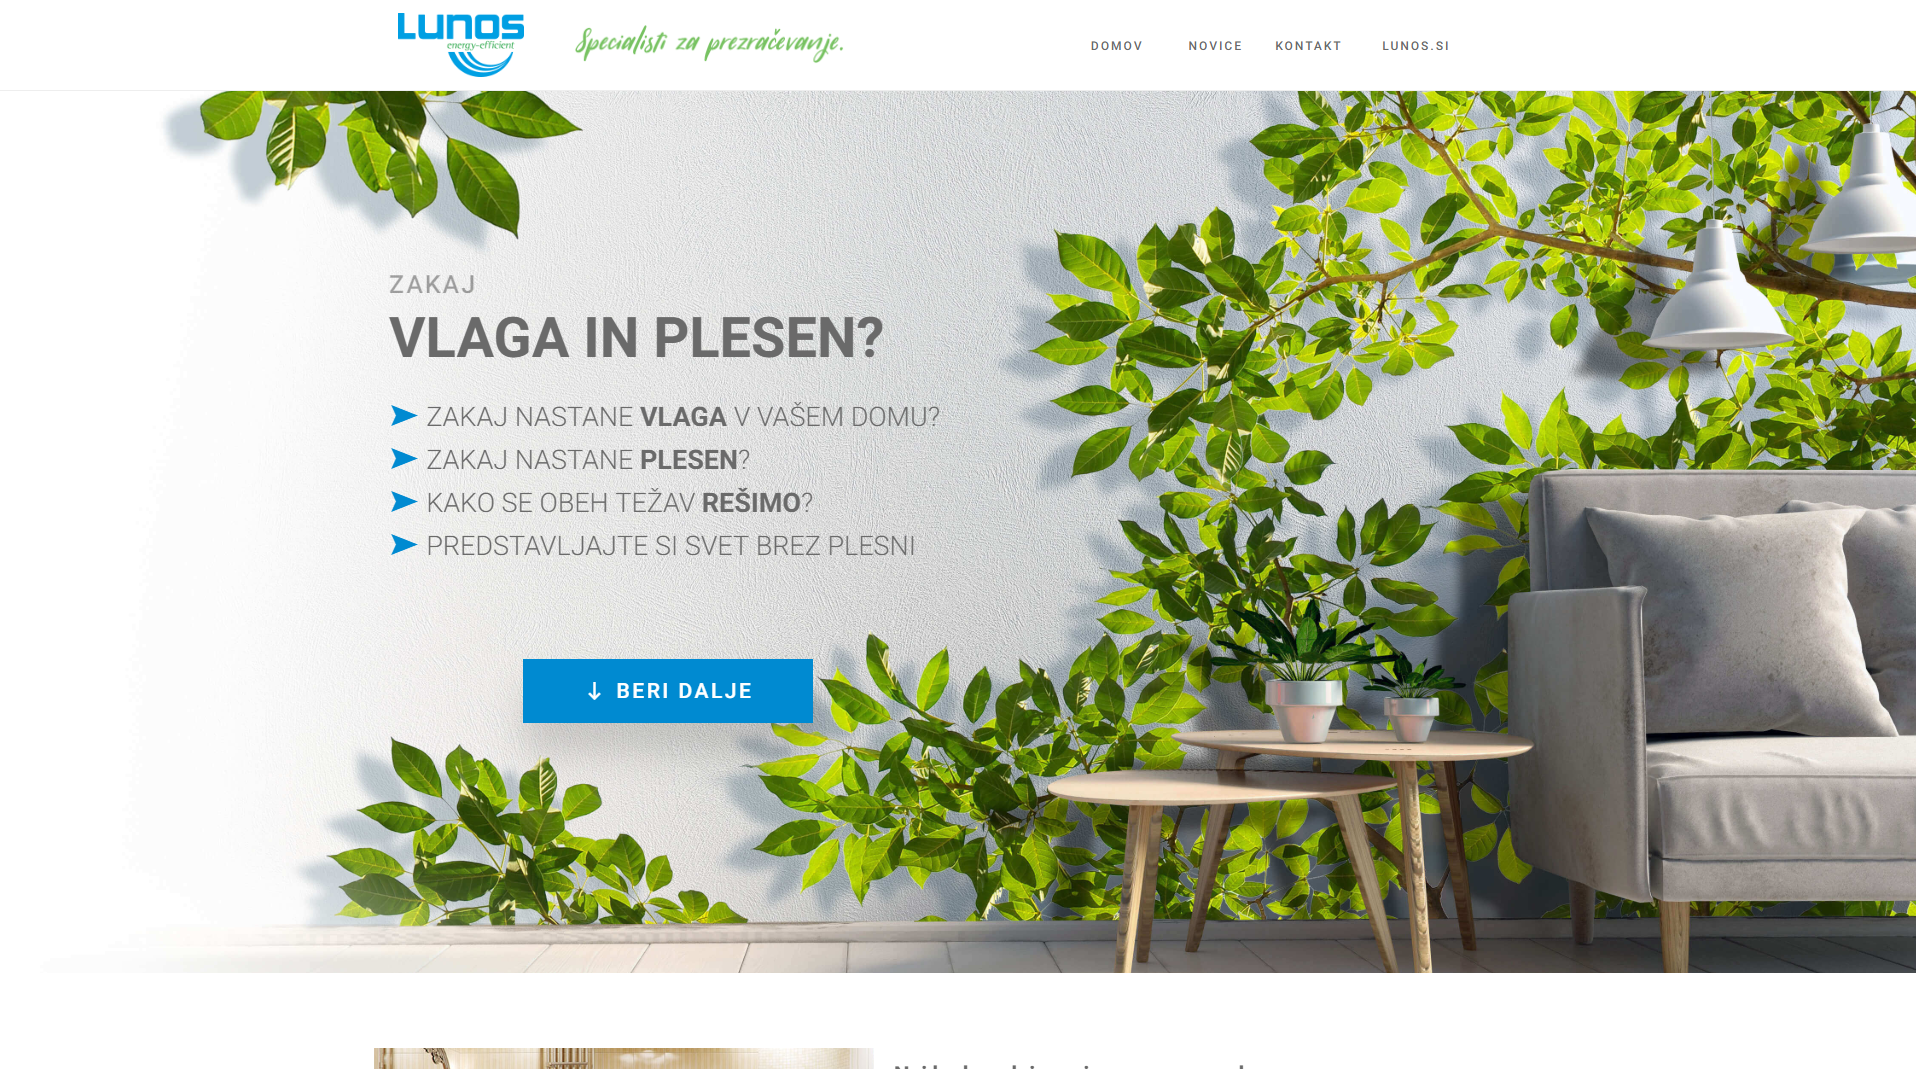 LUNOS
energy-efficient
Specialisti za prezračevanje.
DOMOV NOVICE KONTAKT LUNOS.SI
ZAKAJ
VLAGA IN PLESEN?
ZAKAJ NASTANE VLAGA V VAŠEM DOMU?
ZAKAJ NASTANE PLESEN?
KAKO SE OBEH TEŽAV REŠIMO?
PREDSTAVLJAJTE SI SVET BREZ PLESNI
↓ BERI DALJE